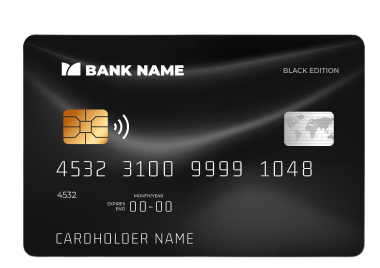 BANK NAME
BLACK EDITION
4532 3100 9999 1048
4532
MONTH/YEAR
EXPIRES
END
00-00
CARDHOLDER NAME